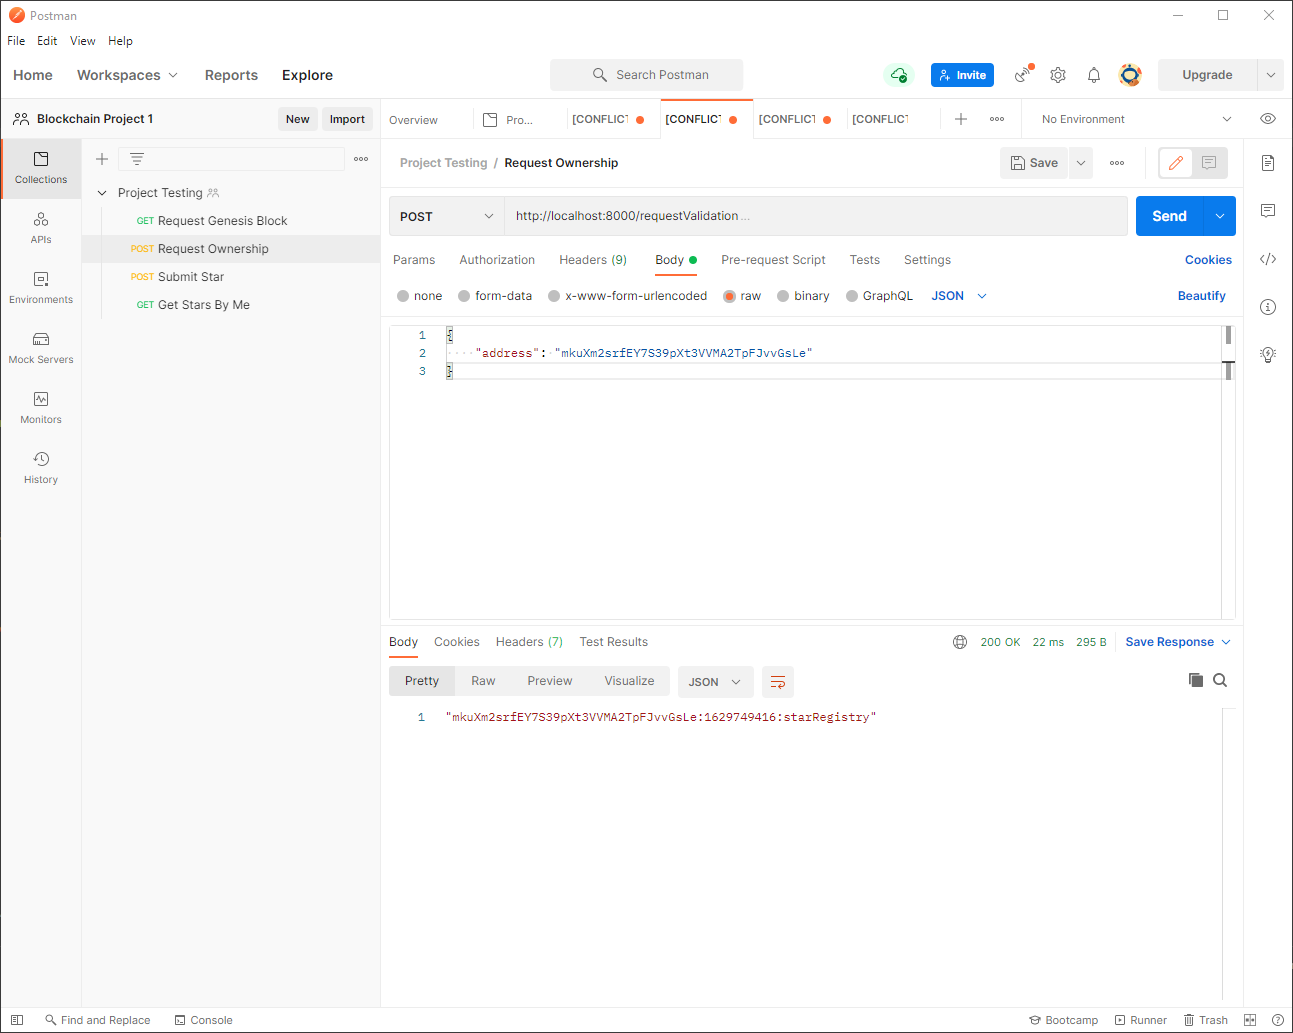 Postman
File Edit View Help
Home Workspaces Reports Explore
Search Postman
Invite
Upgrade
Blockchain Project 1
New Import
Overview
Pro...
[CONFLICT
[CONFLICT
[CONFLICT
[CONFLICT
No Environment
Collections
APIs
Environments
Mock Servers
Monitors
History
Project Testing
GET Request Genesis Block
POST Request Ownership
POST Submit Star
GET Get Stars By Me
Project Testing / Request Ownership
Save
POST
http://localhost:8000/requestValidation ...
Send
Params Authorization Headers (9) Body Pre-request Script Tests Settings
Cookies
none form-data x-www-form-urlencoded raw binary GraphQL JSON
Beautify
1 {
2 ····"address":·"mkuXm2srfEY7S39pXt3VVMA2TpFJvvGsLe"
3 }
Body Cookies Headers (7) Test Results
200 OK 22 ms 295 B
Save Response
Pretty Raw Preview Visualize
JSON
1 "mkuXm2srfEY7S39pXt3VVMA2TpFJvvGsLe:1629749416:starRegistry"
Find and Replace Console
Bootcamp Runner Trash